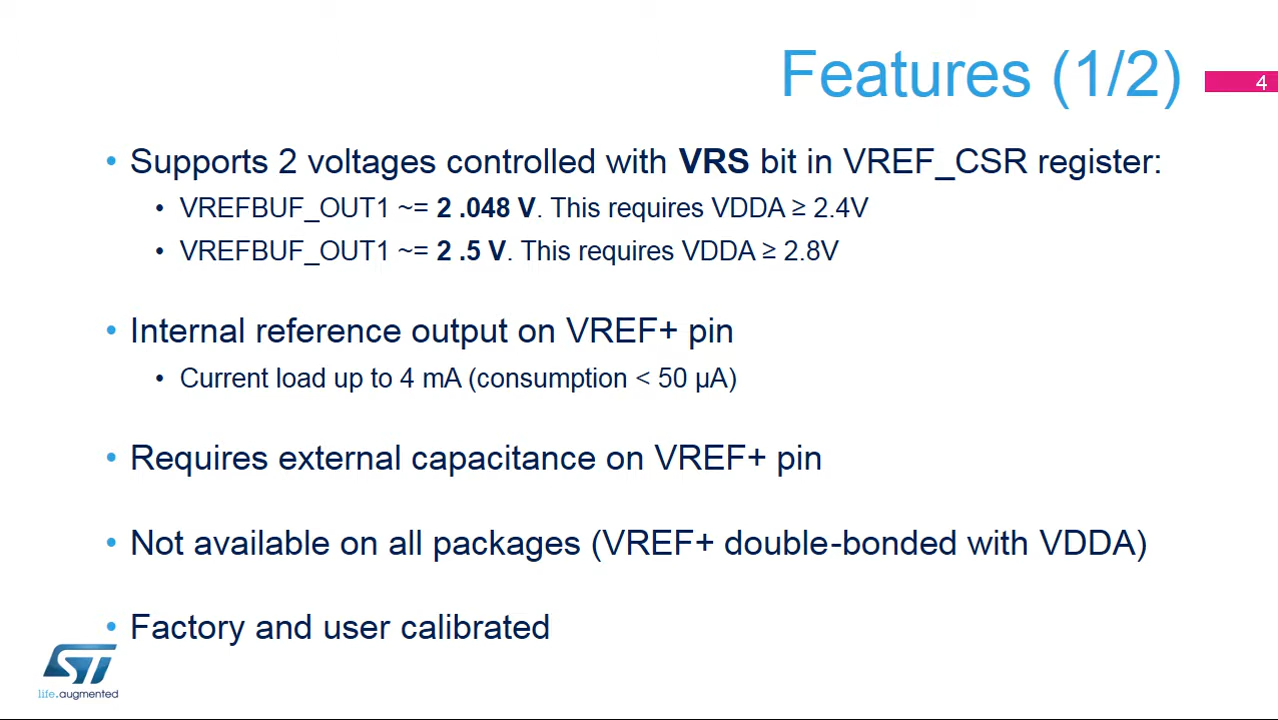 Features (1/2)
4
• Supports 2 voltages controlled with VRS bit in VREF_CSR register:
• VREFBUF_OUT1 ~= 2 .048 V. This requires VDDA ≥ 2.4V
• VREFBUF_OUT1 ~= 2 .5 V. This requires VDDA ≥ 2.8V
• Internal reference output on VREF+ pin
• Current load up to 4 mA (consumption < 50 µA)
• Requires external capacitance on VREF+ pin
• Not available on all packages (VREF+ double-bonded with VDDA)
• Factory and user calibrated
ST
life.augmented